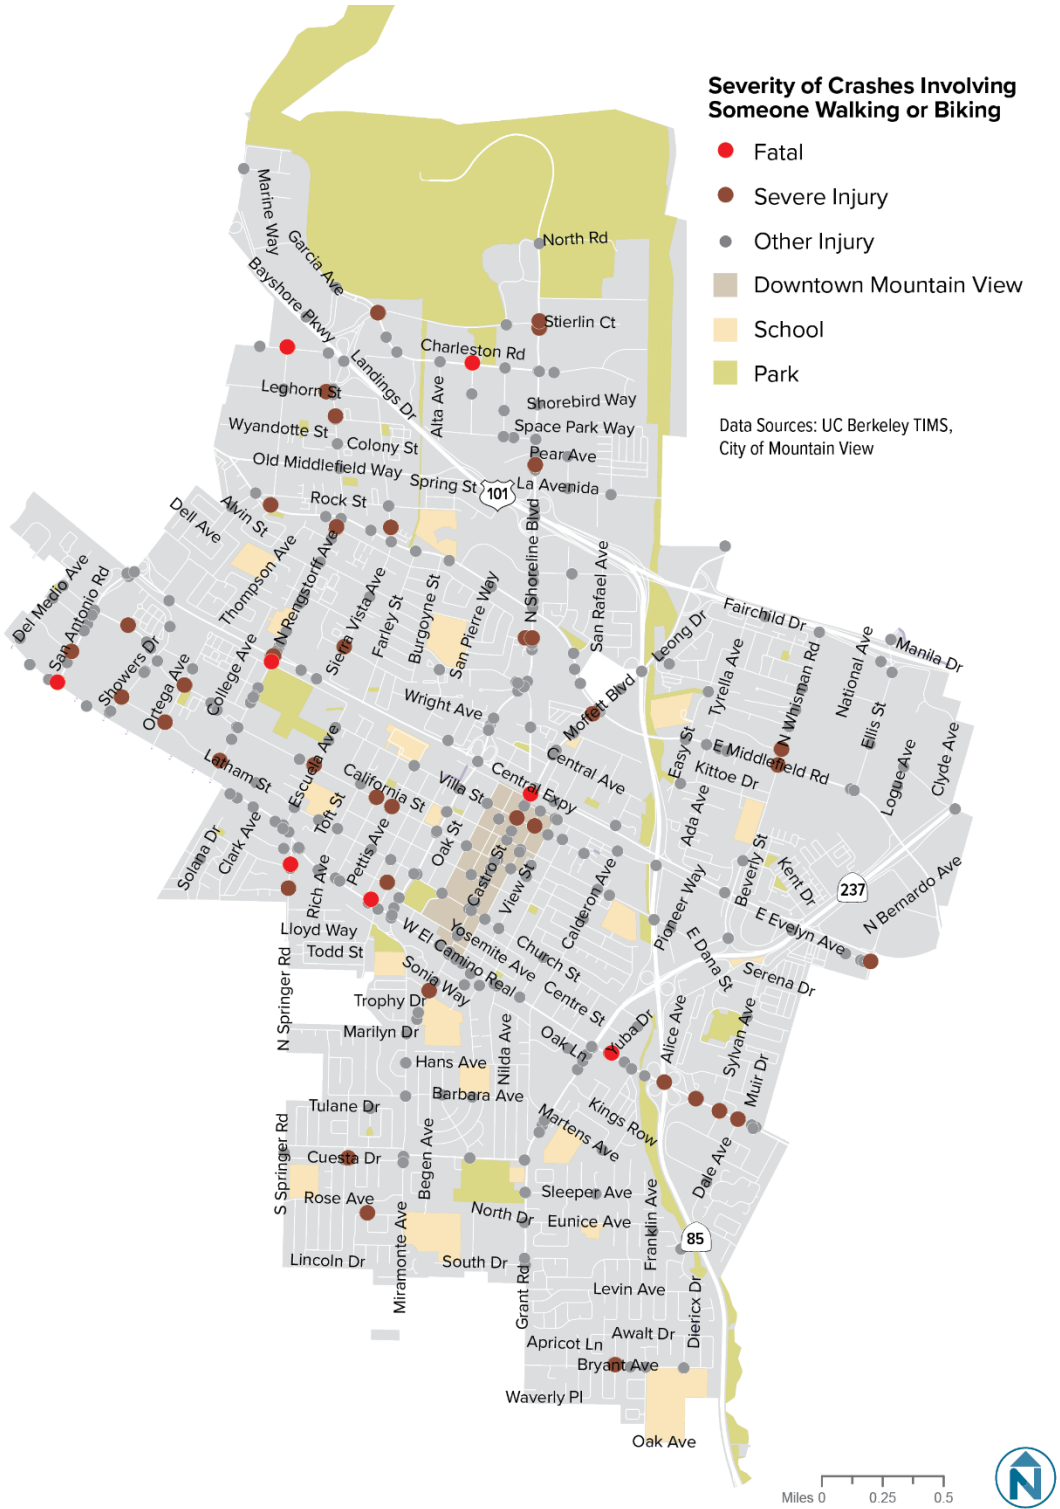 Severity of Crashes Involving
Someone Walking or Biking
Fatal
Severe Injury
Other Injury
Downtown Mountain View
School
Park
Data Sources: UC Berkeley TIMS,
City of Mountain View
Marine Way
North Rd
Garcia Ave
Bayshore Pkwy
Stierlin Ct
Charleston Rd
Landings Dr
Leghorn St
Alta Ave
Shorebird Way
Wyandotte St
Space Park Way
Colony St
Pear Ave
Old Middlefield Way
Spring St
101
La Avenida
Rock St
Alvin St
Dell Ave
N Shoreline Blvd
Thompson Ave
N Rengstorff Ave
San Rafael Ave
Del Medio Ave
San Antonio Rd
Sierra Vista Ave
Farley St
Burgoyne St
San Pierre Way
Fairchild Dr
Leong Dr
Manila Dr
Showers Dr
Ortega Ave
College Ave
Tyrella Ave
N Whisman Rd
National Ave
Wright Ave
Moffett Blvd
Ellis St
Easy St
E Middlefield Rd
Logue Ave
Clyde Ave
Latham St
Escuela Ave
California St
Villa St
Central Expy
Central Ave
Kittoe Dr
Toft St
Ada Ave
Solana Dr
Clark Ave
Pettis Ave
Oak St
Castro St
View St
Beverly St
Kent Dr
237
N Bernardo Ave
Rich Ave
Calderon Ave
Pioneer Way
E Evelyn Ave
Lloyd Way
W El Camino Real
Yosemite Ave
Church St
E Dana St
Todd St
Sonia Way
Serena Dr
N Springer Rd
Trophy Dr
Centre St
Marilyn Dr
Oak Ln
Yuba Dr
Alice Ave
Sylvan Ave
Muir Dr
Hans Ave
Nilda Ave
Barbara Ave
Tulane Dr
Kings Row
Martens Ave
S Springer Rd
Cuesta Dr
Begen Ave
Dale Ave
Rose Ave
Sleeper Ave
North Dr
Eunice Ave
Franklin Ave
Miramonte Ave
85
Lincoln Dr
South Dr
Grant Rd
Levin Ave
Diericx Dr
Awalt Dr
Apricot Ln
Bryant Ave
Waverly Pl
Oak Ave
N
Miles 0 0.25 0.5